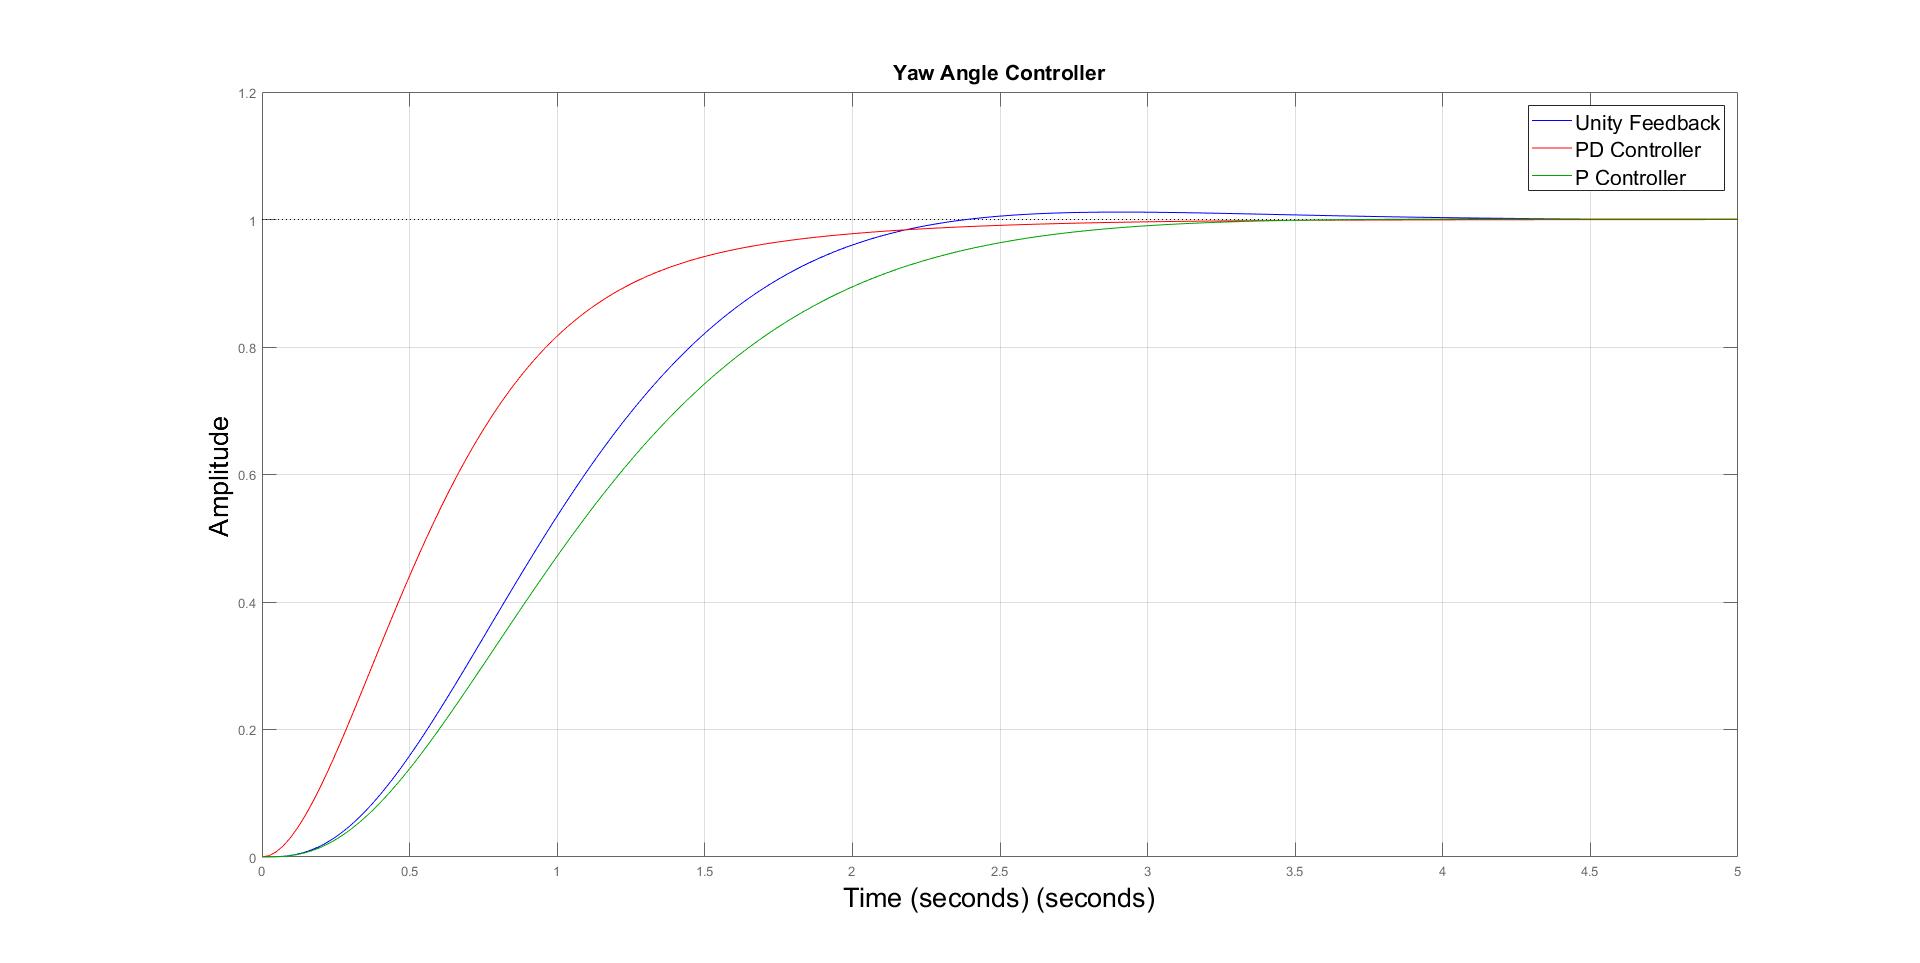 Yaw Angle Controller
1.2
1
0.8
0.6
0.4
0.2
0
Amplitude
Unity Feedback
PD Controller
P Controller
0 0.5 1 1.5 2 2.5 3 3.5 4 4.5 5
Time (seconds) (seconds)